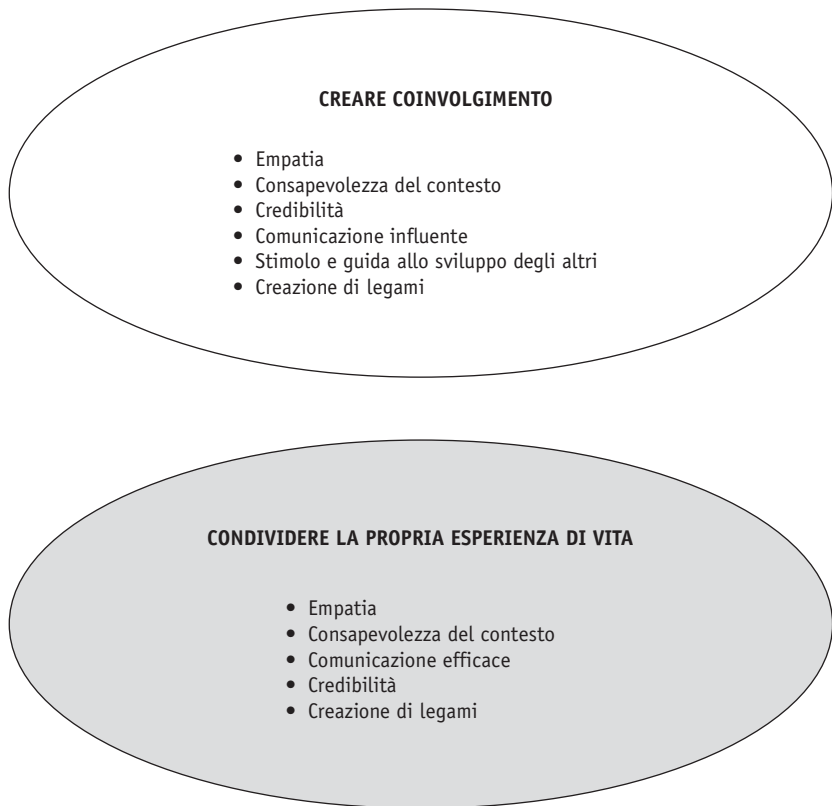 CREARE COINVOLGIMENTO
• Empatia
• Consapevolezza del contesto
• Credibilità
• Comunicazione influente
• Stimolo e guida allo sviluppo degli altri
• Creazione di legami
CONDIVIDERE LA PROPRIA ESPERIENZA DI VITA
• Empatia
• Consapevolezza del contesto
• Comunicazione efficace
• Credibilità
• Creazione di legami